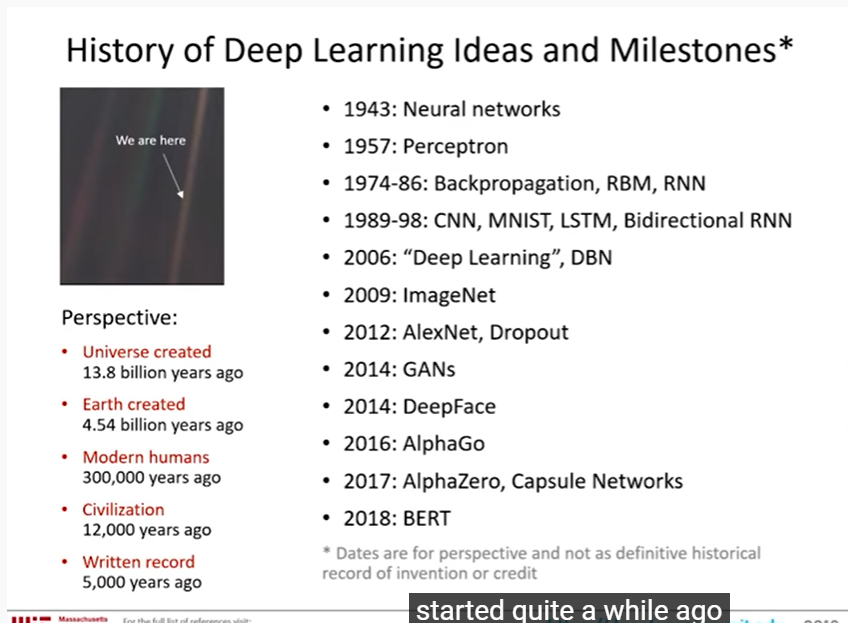 History of Deep Learning Ideas and Milestones*
We are here
Perspective:
• Universe created
13.8 billion years ago
• Earth created
4.54 billion years ago
• Modern humans
300,000 years ago
• Civilization
12,000 years ago
• Written record
5,000 years ago
• 1943: Neural networks
• 1957: Perceptron
• 1974-86: Backpropagation, RBM, RNN
• 1989-98: CNN, MNIST, LSTM, Bidirectional RNN
• 2006: “Deep Learning”, DBN
• 2009: ImageNet
• 2012: AlexNet, Dropout
• 2014: GANs
• 2014: DeepFace
• 2016: AlphaGo
• 2017: AlphaZero, Capsule Networks
• 2018: BERT
* Dates are for perspective and not as definitive historical
record of invention or credit
Massachusetts
For the full list of references visit:
started quite a while ago